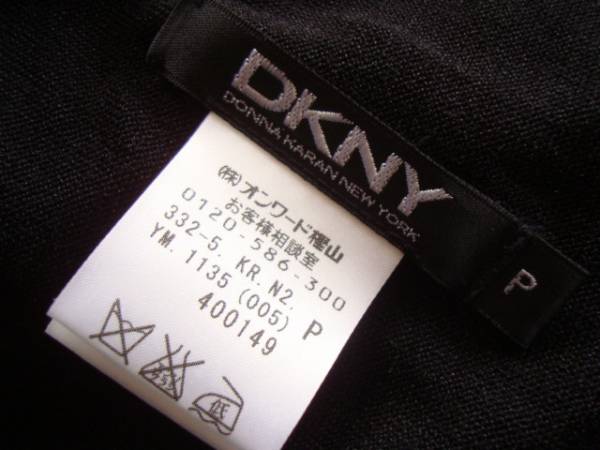 DKNY
DONNA KARAN NEW YORK
P
(株)オンワード樫山
お客様相談室
0120-586-300
332-5. KR. N2.
YM. 1135 (005) P
400149
低